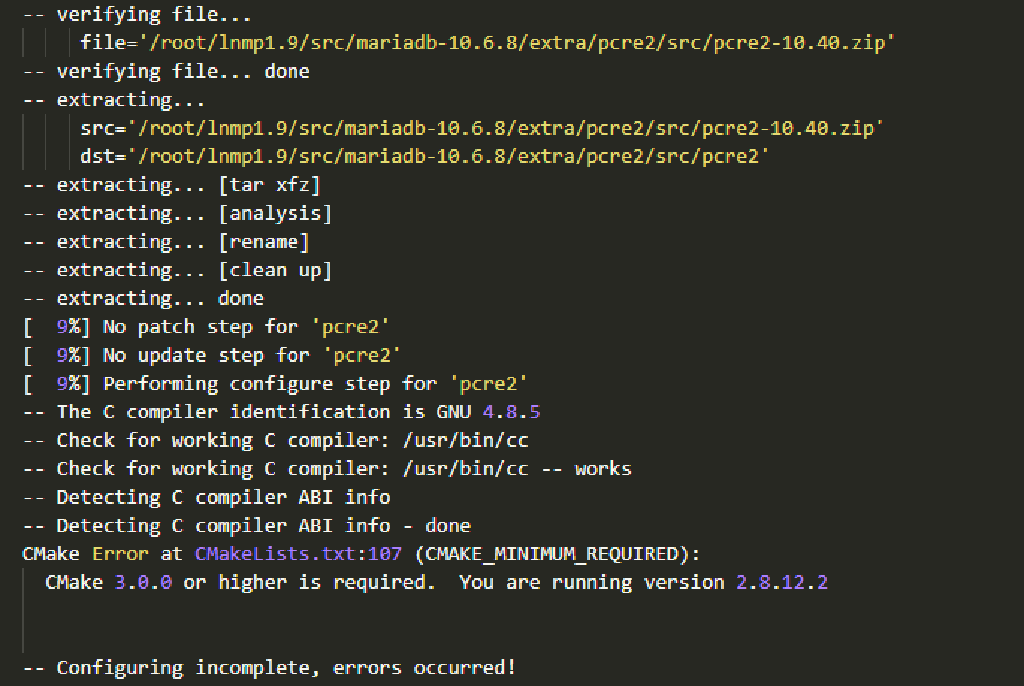 -- verifying file...
file='/root/lnmp1.9/src/mariadb-10.6.8/extra/pcre2/src/pcre2-10.40.zip'
-- verifying file... done
-- extracting...
src='/root/lnmp1.9/src/mariadb-10.6.8/extra/pcre2/src/pcre2-10.40.zip'
dst='/root/lnmp1.9/src/mariadb-10.6.8/extra/pcre2/src/pcre2'
-- extracting... [tar xfz]
-- extracting... [analysis]
-- extracting... [rename]
-- extracting... [clean up]
-- extracting... done
[  9%] No patch step for 'pcre2'
[  9%] No update step for 'pcre2'
[  9%] Performing configure step for 'pcre2'
-- The C compiler identification is GNU 4.8.5
-- Check for working C compiler: /usr/bin/cc
-- Check for working C compiler: /usr/bin/cc -- works
-- Detecting C compiler ABI info
-- Detecting C compiler ABI info - done
CMake Error at CMakeLists.txt:107 (CMAKE_MINIMUM_REQUIRED):
CMake 3.0.0 or higher is required.  You are running version 2.8.12.2
-- Configuring incomplete, errors occurred!